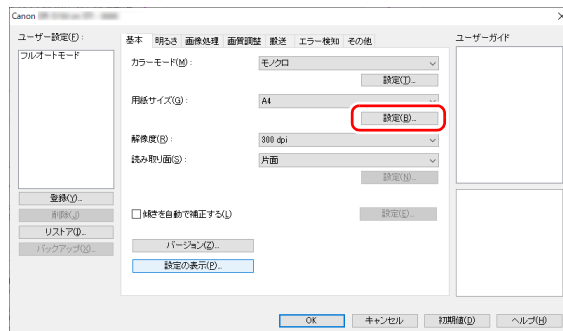 Canon
ユーザー設定(F):
フルオートモード
登録(Y)...
削除(J)
リストア(I)...
バックアップ(X)...
基本 明るさ 画像処理 画質調整 搬送 エラー検知 その他
カラーモード(M): モノクロ
設定(T)...
用紙サイズ(G): A4
設定(B)...
解像度(R): 300 dpi
読み取り面(S): 片面
設定(N)...
傾きを自動で補正する(L) 設定(E)...
バージョン(Z)...
設定の表示(P)...
ユーザーガイド
OK キャンセル 初期値(D) ヘルプ(H)